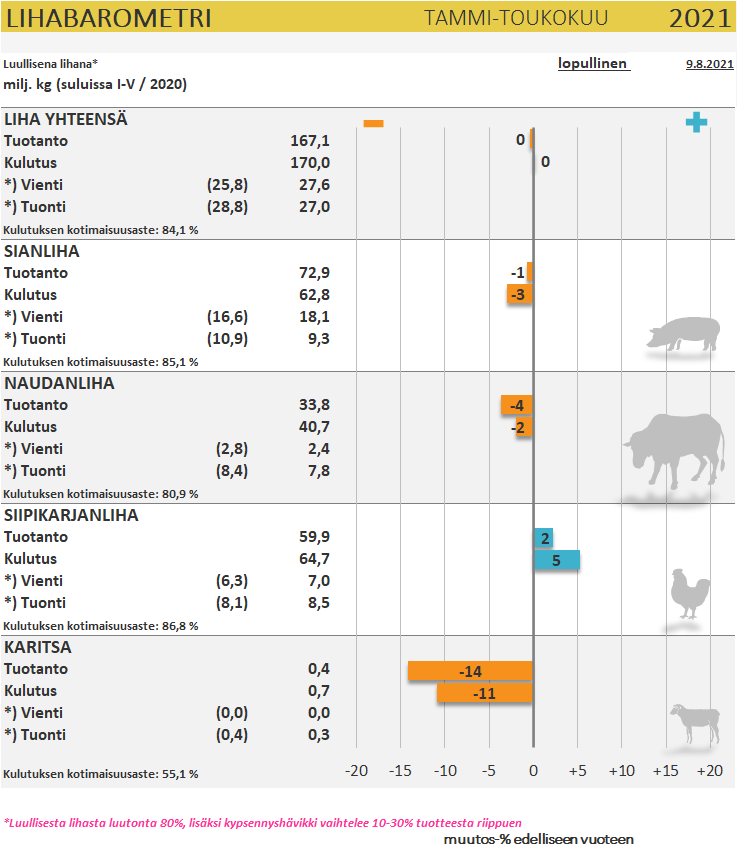 LIHABAROMETRI TAMMI-TOUKOKUU 2021
Luullisena lihana* lopullinen 9.8.2021
milj. kg (suluissa I-V / 2020)
LIHA YHTEENSÄ − +
Tuotanto 167,1 0
Kulutus 170,0 0
*) Vienti (25,8) 27,6
*) Tuonti (28,8) 27,0
Kulutuksen kotimaisuusaste: 84,1 %
SIANLIHA
Tuotanto 72,9 -1
Kulutus 62,8 -3
*) Vienti (16,6) 18,1
*) Tuonti (10,9) 9,3
Kulutuksen kotimaisuusaste: 85,1 %
NAUDANLIHA
Tuotanto 33,8 -4
Kulutus 40,7 -2
*) Vienti (2,8) 2,4
*) Tuonti (8,4) 7,8
Kulutuksen kotimaisuusaste: 80,9 %
SIIPIKARJANLIHA
Tuotanto 59,9 2
Kulutus 64,7 5
*) Vienti (6,3) 7,0
*) Tuonti (8,1) 8,5
Kulutuksen kotimaisuusaste: 86,8 %
KARITSA
Tuotanto 0,4 -14
Kulutus 0,7 -11
*) Vienti (0,0) 0,0
*) Tuonti (0,4) 0,3
Kulutuksen kotimaisuusaste: 55,1 %
-20 -15 -10 -5 0 +5 +10 +15 +20
*Luullisesta lihasta luutonta 80%, lisäksi kypsennyshävikki vaihtelee 10-30% tuotteesta riippuen
muutos-% edelliseen vuoteen